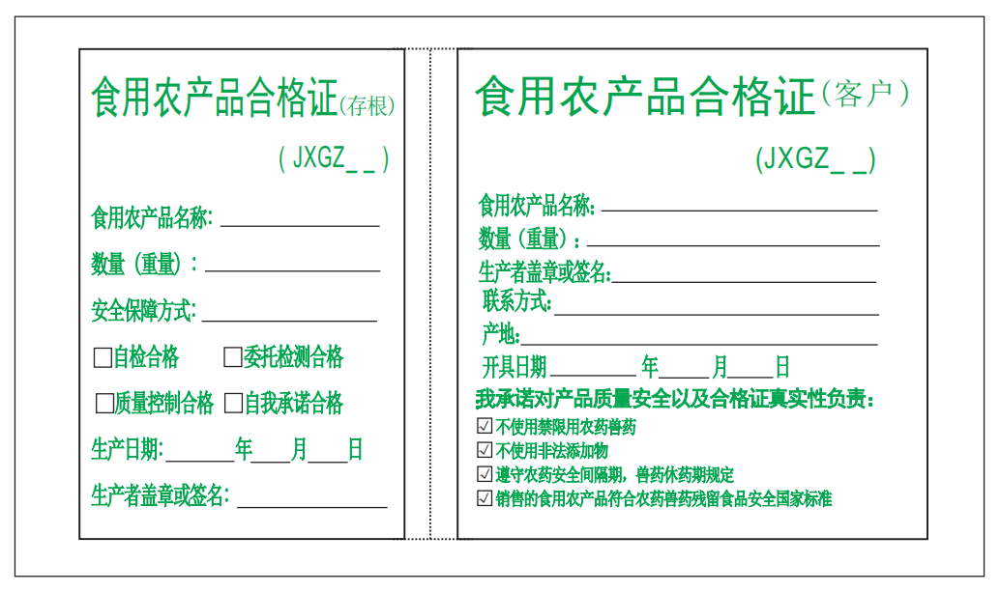 食用农产品合格证(存根)
( JXGZ_ _ )
食用农产品名称:
数量（重量）:
安全保障方式:
□自检合格 □委托检测合格
□质量控制合格 □自我承诺合格
生产日期:______年____月____日
生产者盖章或签名:
食用农产品合格证(客户)
(JXGZ_ _)
食用农产品名称:
数量（重量）:
生产者盖章或签名:
联系方式:
产地:
开具日期________年____月____日
我承诺对产品质量安全以及合格证真实性负责:
☑不使用禁限用农药兽药
☑不使用非法添加物
☑遵守农药安全间隔期，兽药休药期规定
☑销售的食用农产品符合农药兽药残留食品安全国家标准